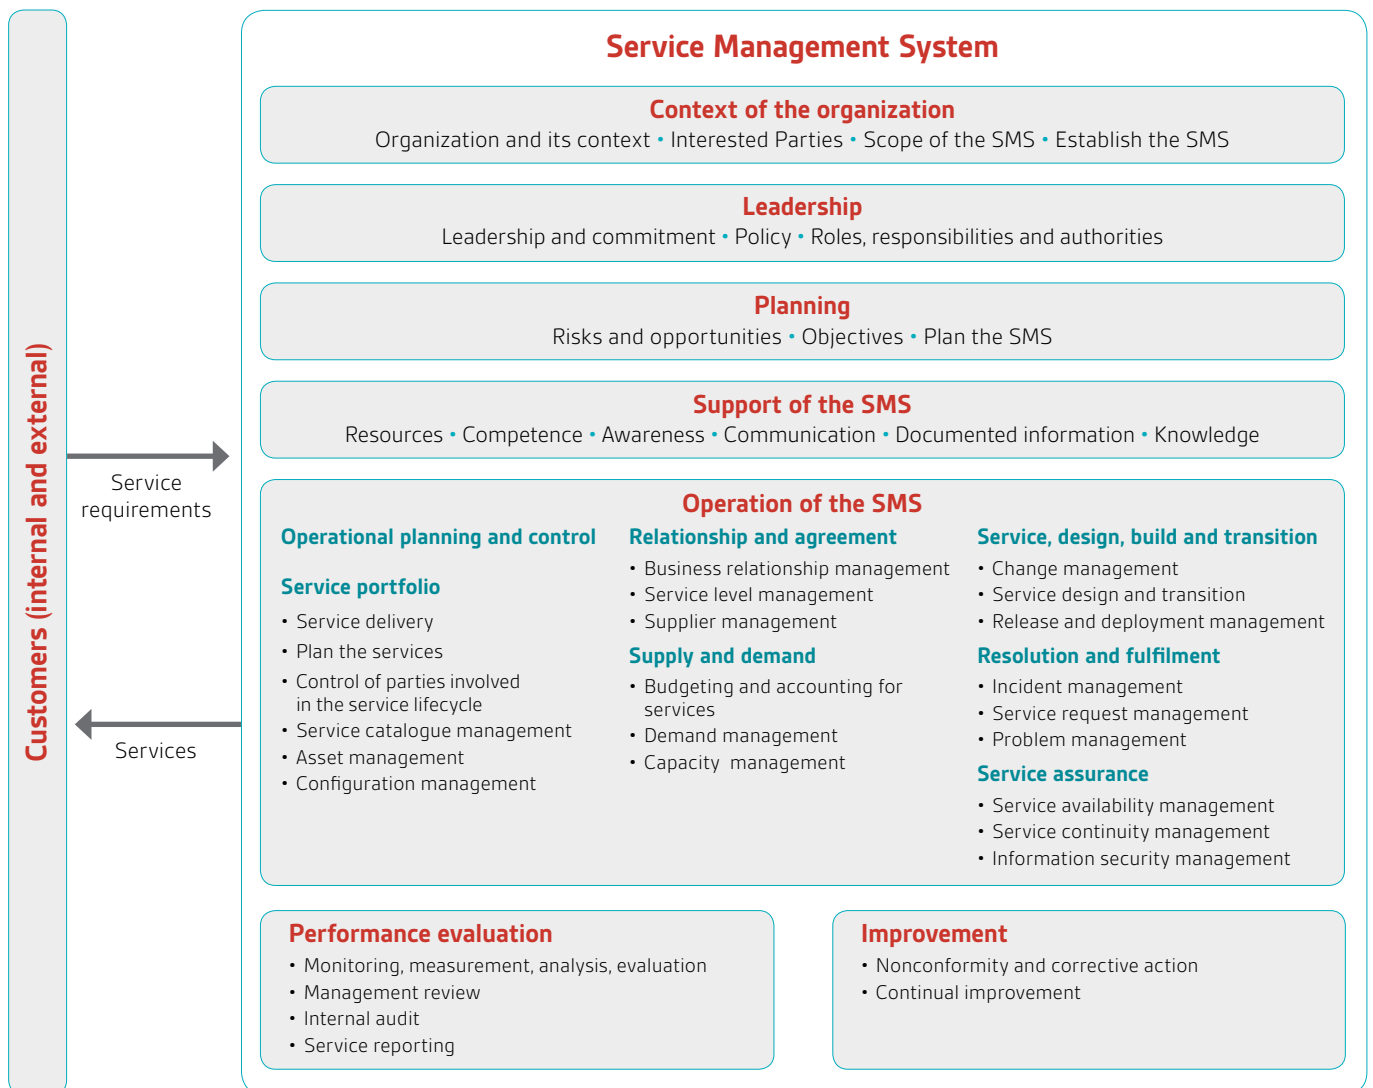 Customers (internal and external)
Service
requirements
Services
Service Management System
Context of the organization
Organization and its context • Interested Parties • Scope of the SMS • Establish the SMS
Leadership
Leadership and commitment • Policy • Roles, responsibilities and authorities
Planning
Risks and opportunities • Objectives • Plan the SMS
Support of the SMS
Resources • Competence • Awareness • Communication • Documented information • Knowledge
Operation of the SMS
Operational planning and control
Service portfolio
• Service delivery
• Plan the services
• Control of parties involved
in the service lifecycle
• Service catalogue management
• Asset management
• Configuration management
Relationship and agreement
• Business relationship management
• Service level management
• Supplier management
Supply and demand
• Budgeting and accounting for
services
• Demand management
• Capacity management
Service, design, build and transition
• Change management
• Service design and transition
• Release and deployment management
Resolution and fulfilment
• Incident management
• Service request management
• Problem management
Service assurance
• Service availability management
• Service continuity management
• Information security management
Performance evaluation
• Monitoring, measurement, analysis, evaluation
• Management review
• Internal audit
• Service reporting
Improvement
• Nonconformity and corrective action
• Continual improvement